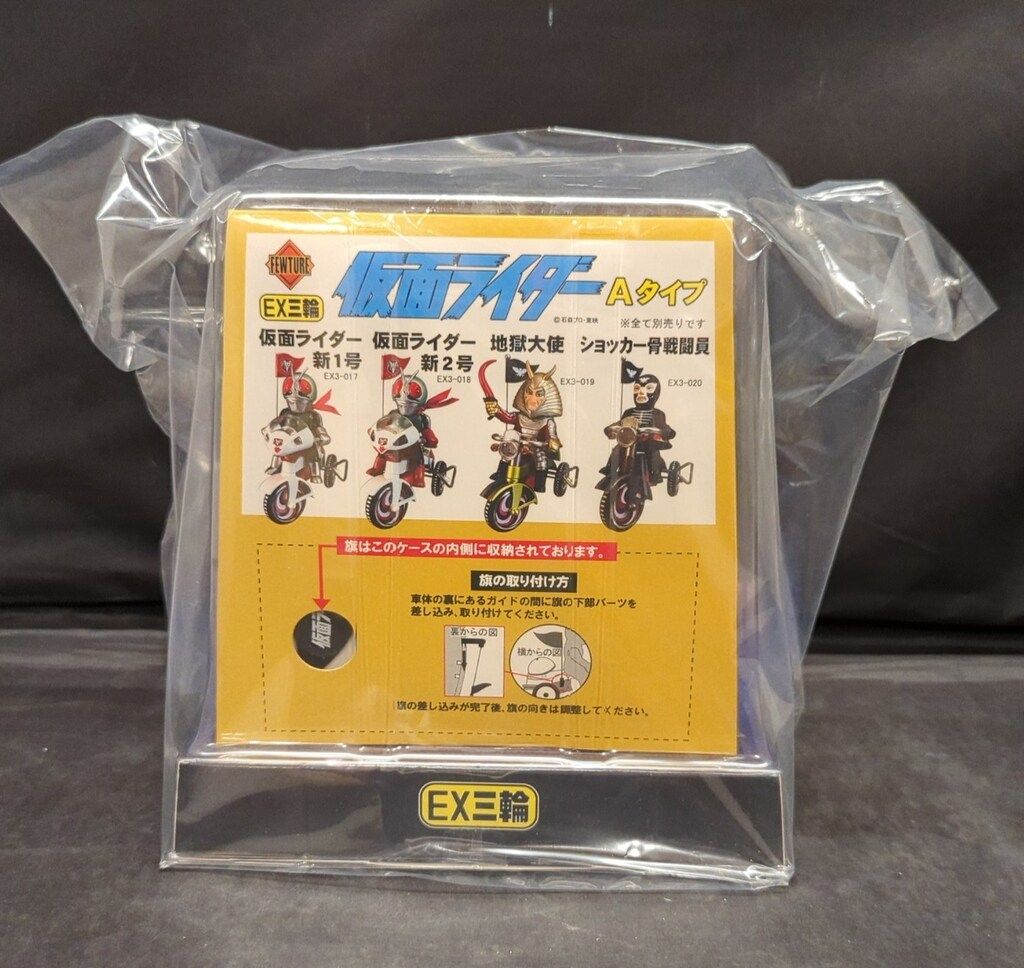 FEWTURE
仮面ライダー Aタイプ
EX三輪
©石森プロ・東映
※全て別売りです
仮面ライダー
新1号
EX3-017
仮面ライダー
新2号
EX3-018
地獄大使
EX3-019
ショッカー骨戦闘員
EX3-020
旗はこのケースの内側に収納されております。
旗の取り付け方
車体の裏にあるガイドの間に旗の下部パーツを
差し込み、取り付けてください。
仮面ラ
裏からの図
横からの図
旗の差し込みが完了後、旗の向きは調整してください。
EX三輪